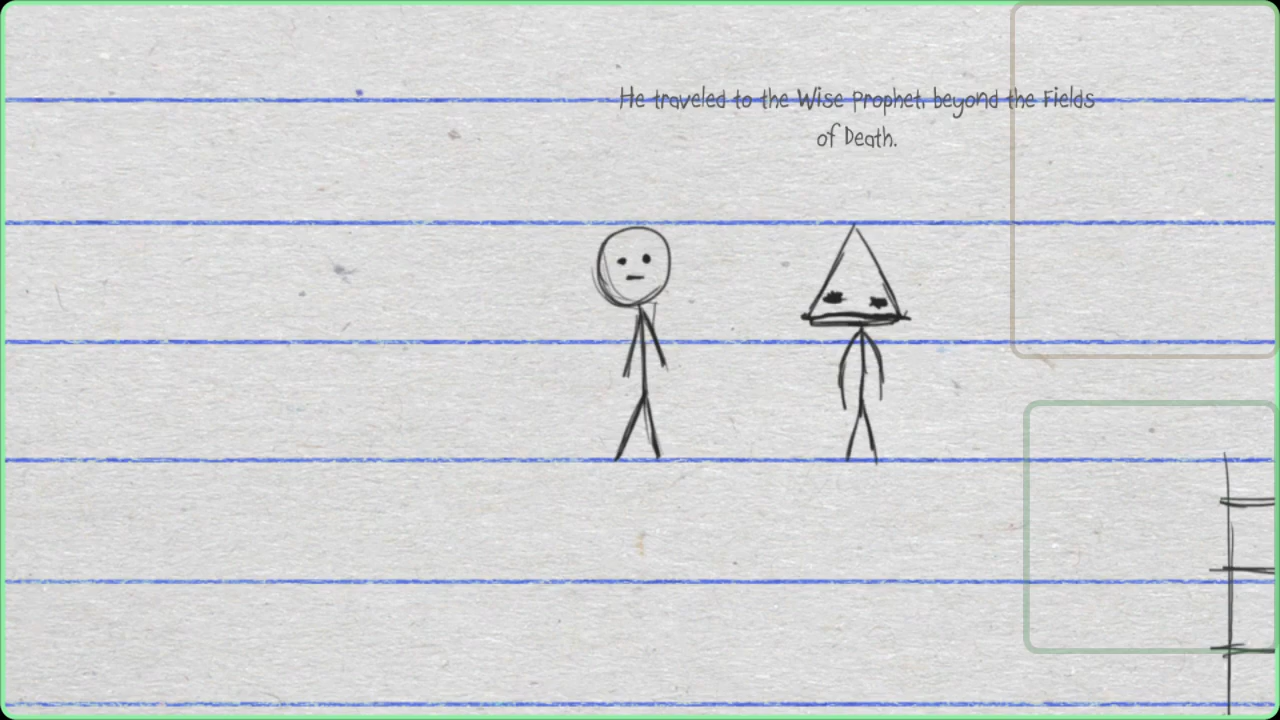 He traveled to the Wise Prophet, beyond the Fields
of Death.